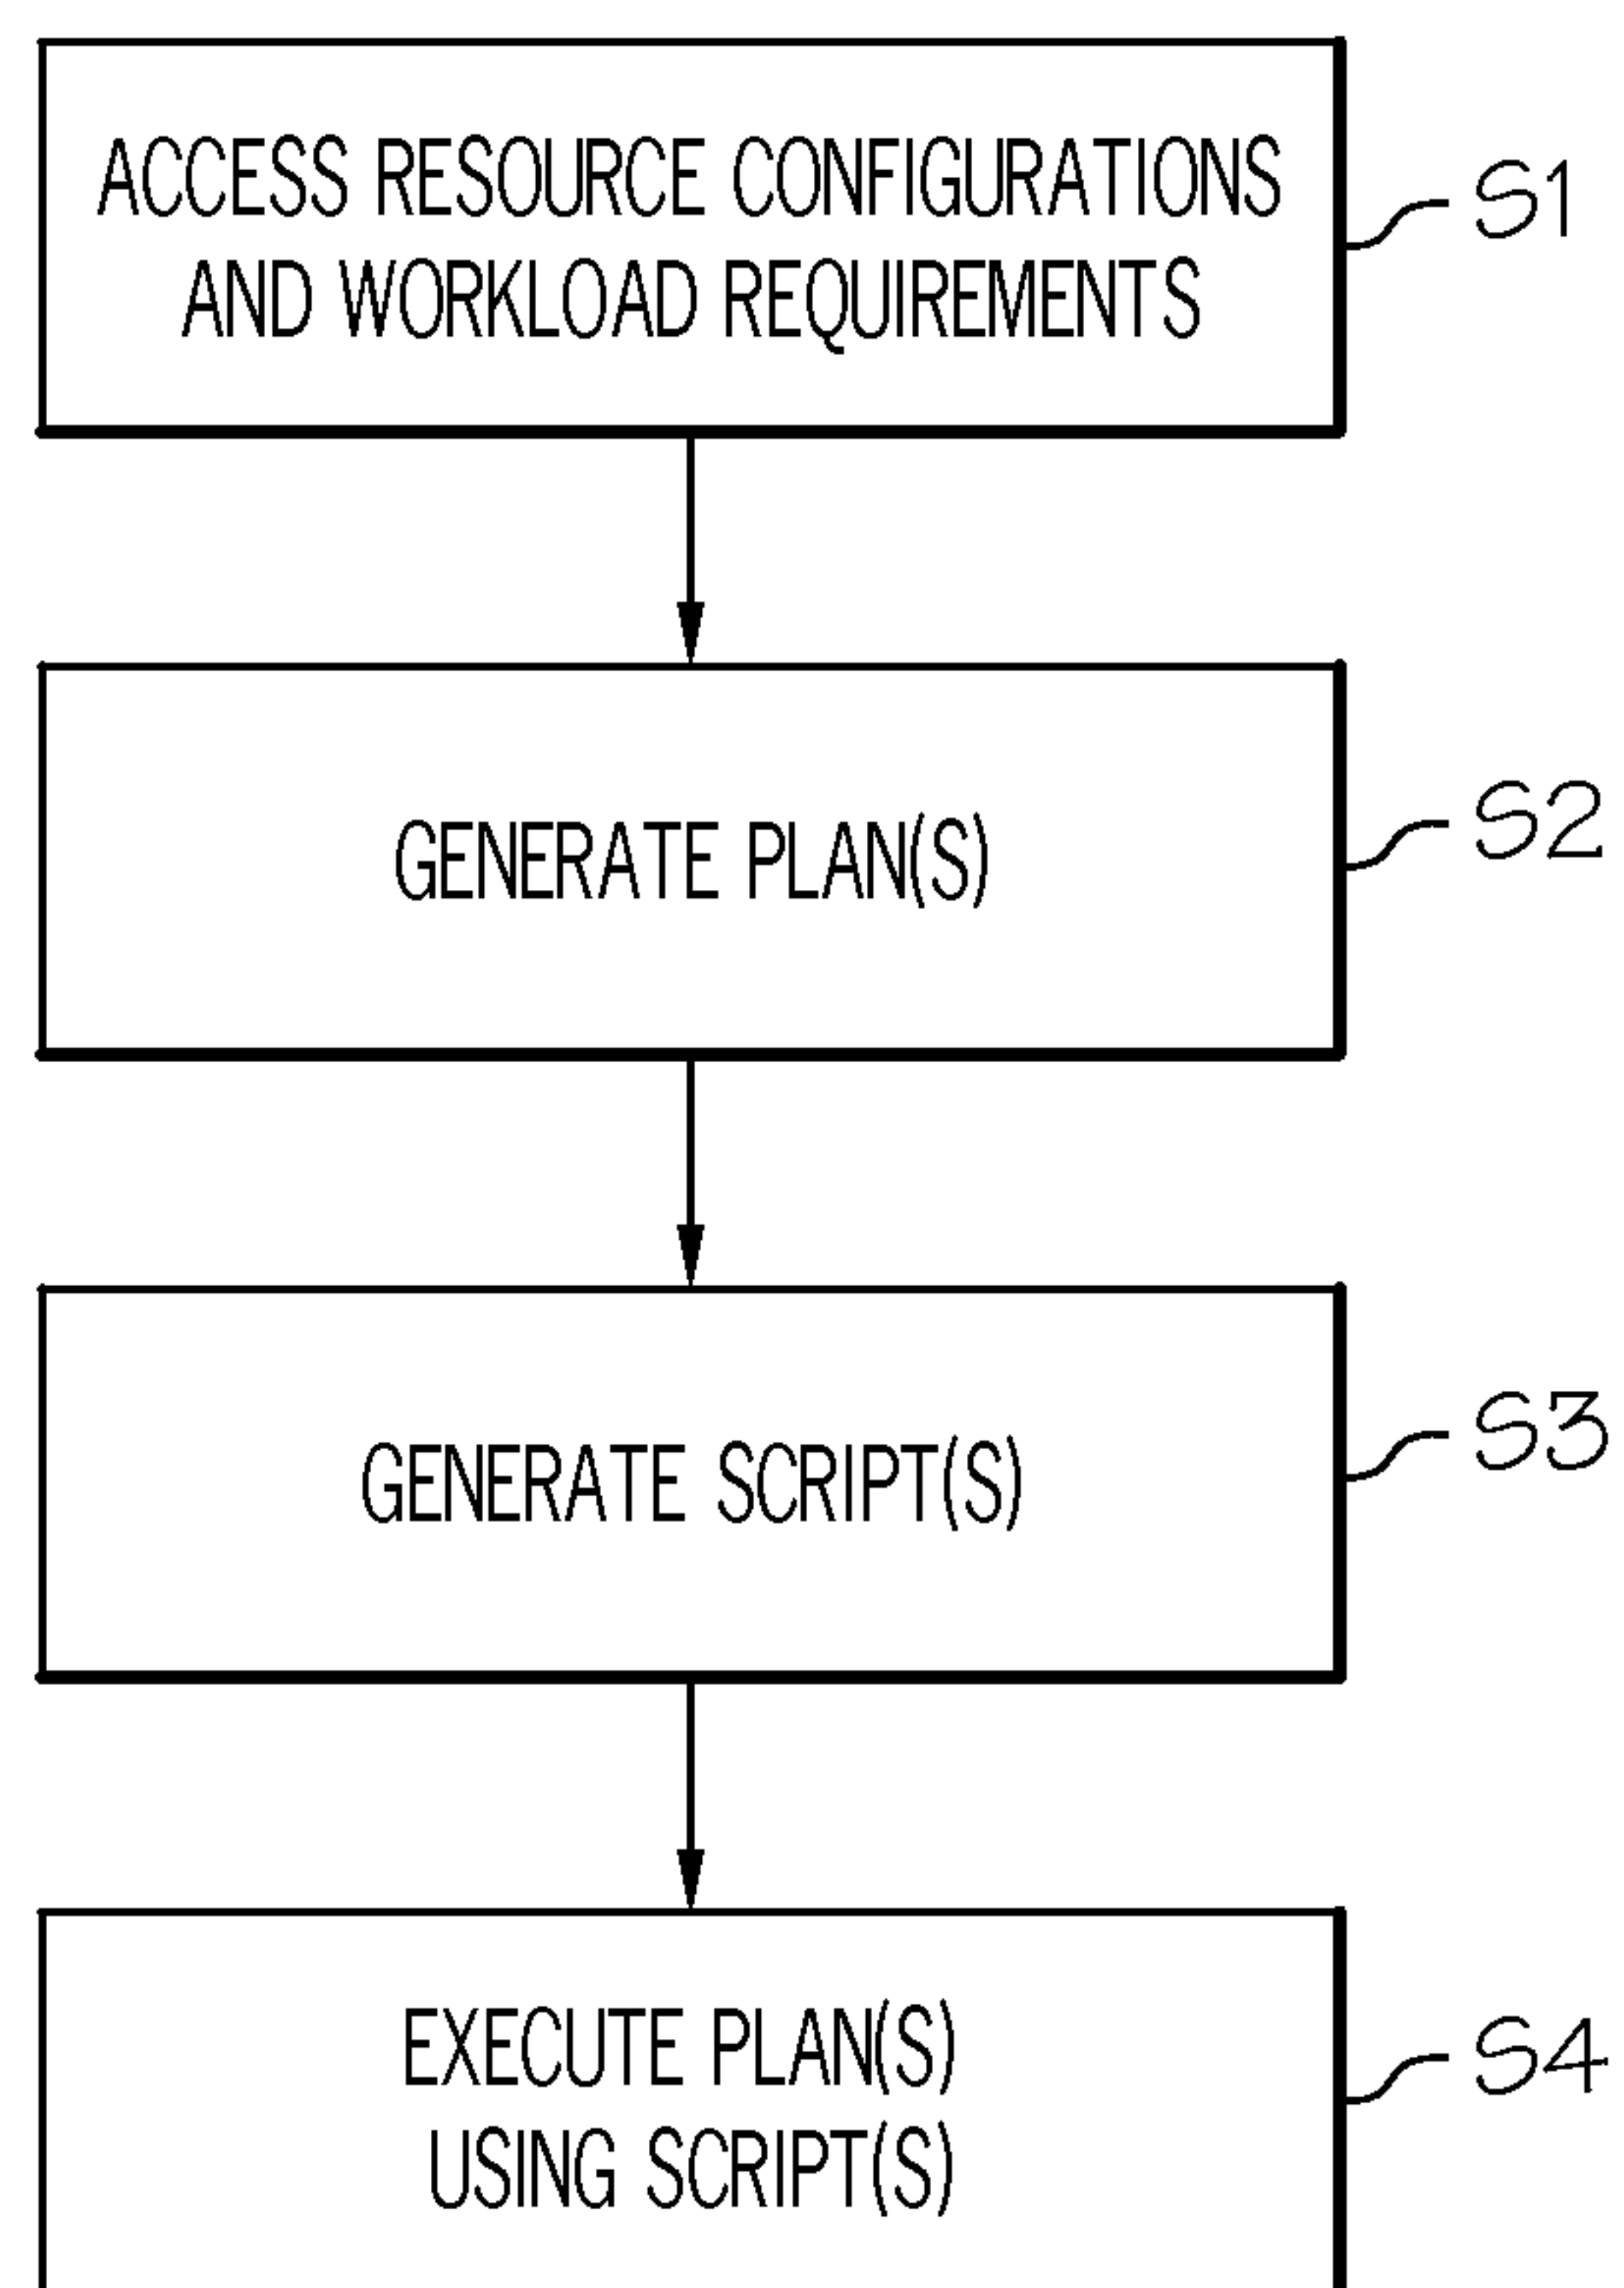 ACCESS RESOURCE CONFIGURATIONS
AND WORKLOAD REQUIREMENTS
S1
GENERATE PLAN(S)
S2
GENERATE SCRIPT(S)
S3
EXECUTE PLAN(S)
USING SCRIPT(S)
S4